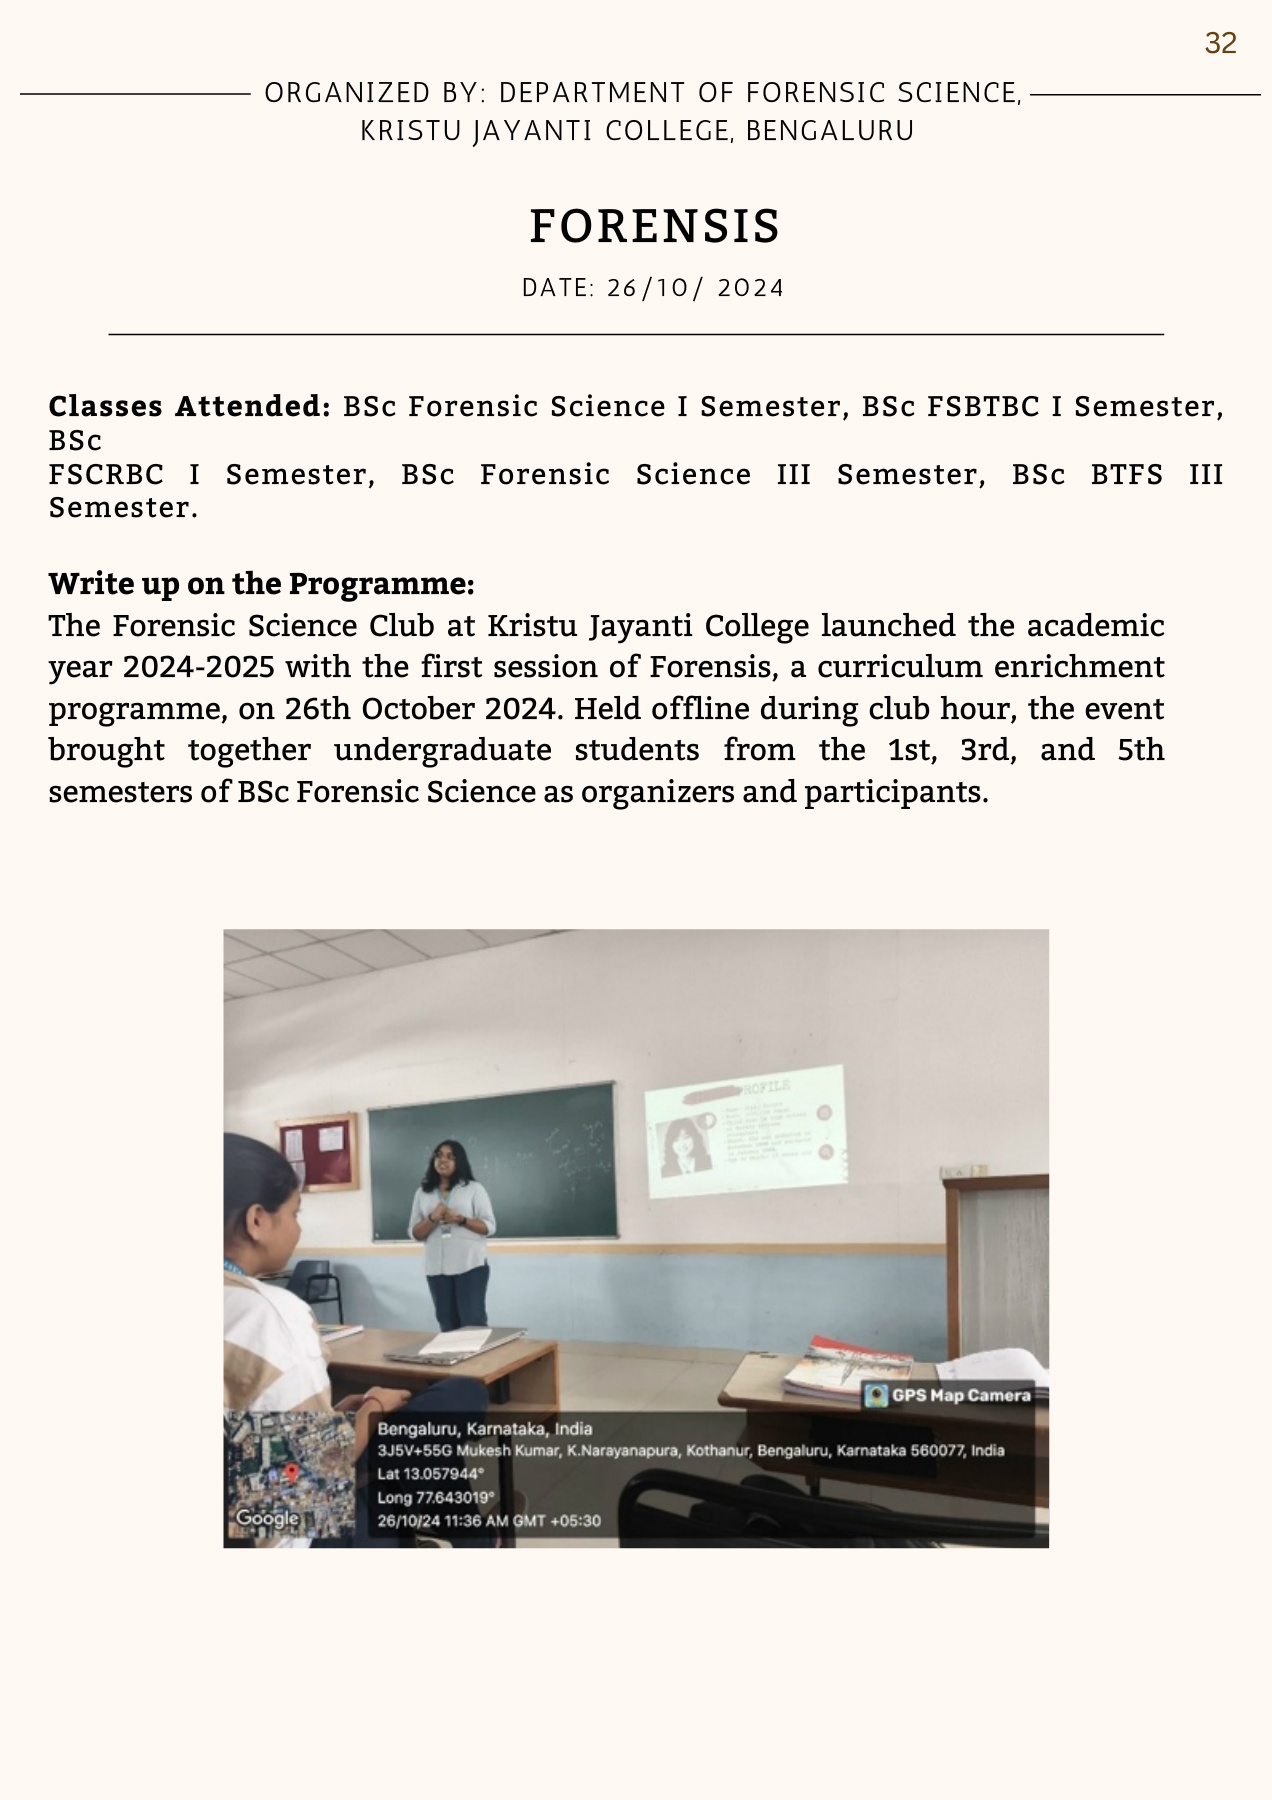 32
ORGANIZED BY: DEPARTMENT OF FORENSIC SCIENCE,
KRISTU JAYANTI COLLEGE, BENGALURU
FORENSIS
DATE: 26/10/ 2024
Classes Attended: BSc Forensic Science I Semester, BSc FSBTBC I Semester,
BSc
FSCRBC I Semester, BSc Forensic Science III Semester, BSc BTFS III
Semester.
Write up on the Programme:
The Forensic Science Club at Kristu Jayanti College launched the academic
year 2024-2025 with the first session of Forensis, a curriculum enrichment
programme, on 26th October 2024. Held offline during club hour, the event
brought together undergraduate students from the 1st, 3rd, and 5th
semesters of BSc Forensic Science as organizers and participants.
PROFILE
GPS Map Camera
Bengaluru, Karnataka, India
3J5V+55G Mukesh Kumar, K.Narayanapura, Kothanur, Bengaluru, Karnataka 560077, India
Lat 13.057944°
Long 77.643019°
26/10/24 11:36 AM GMT +05:30
Google